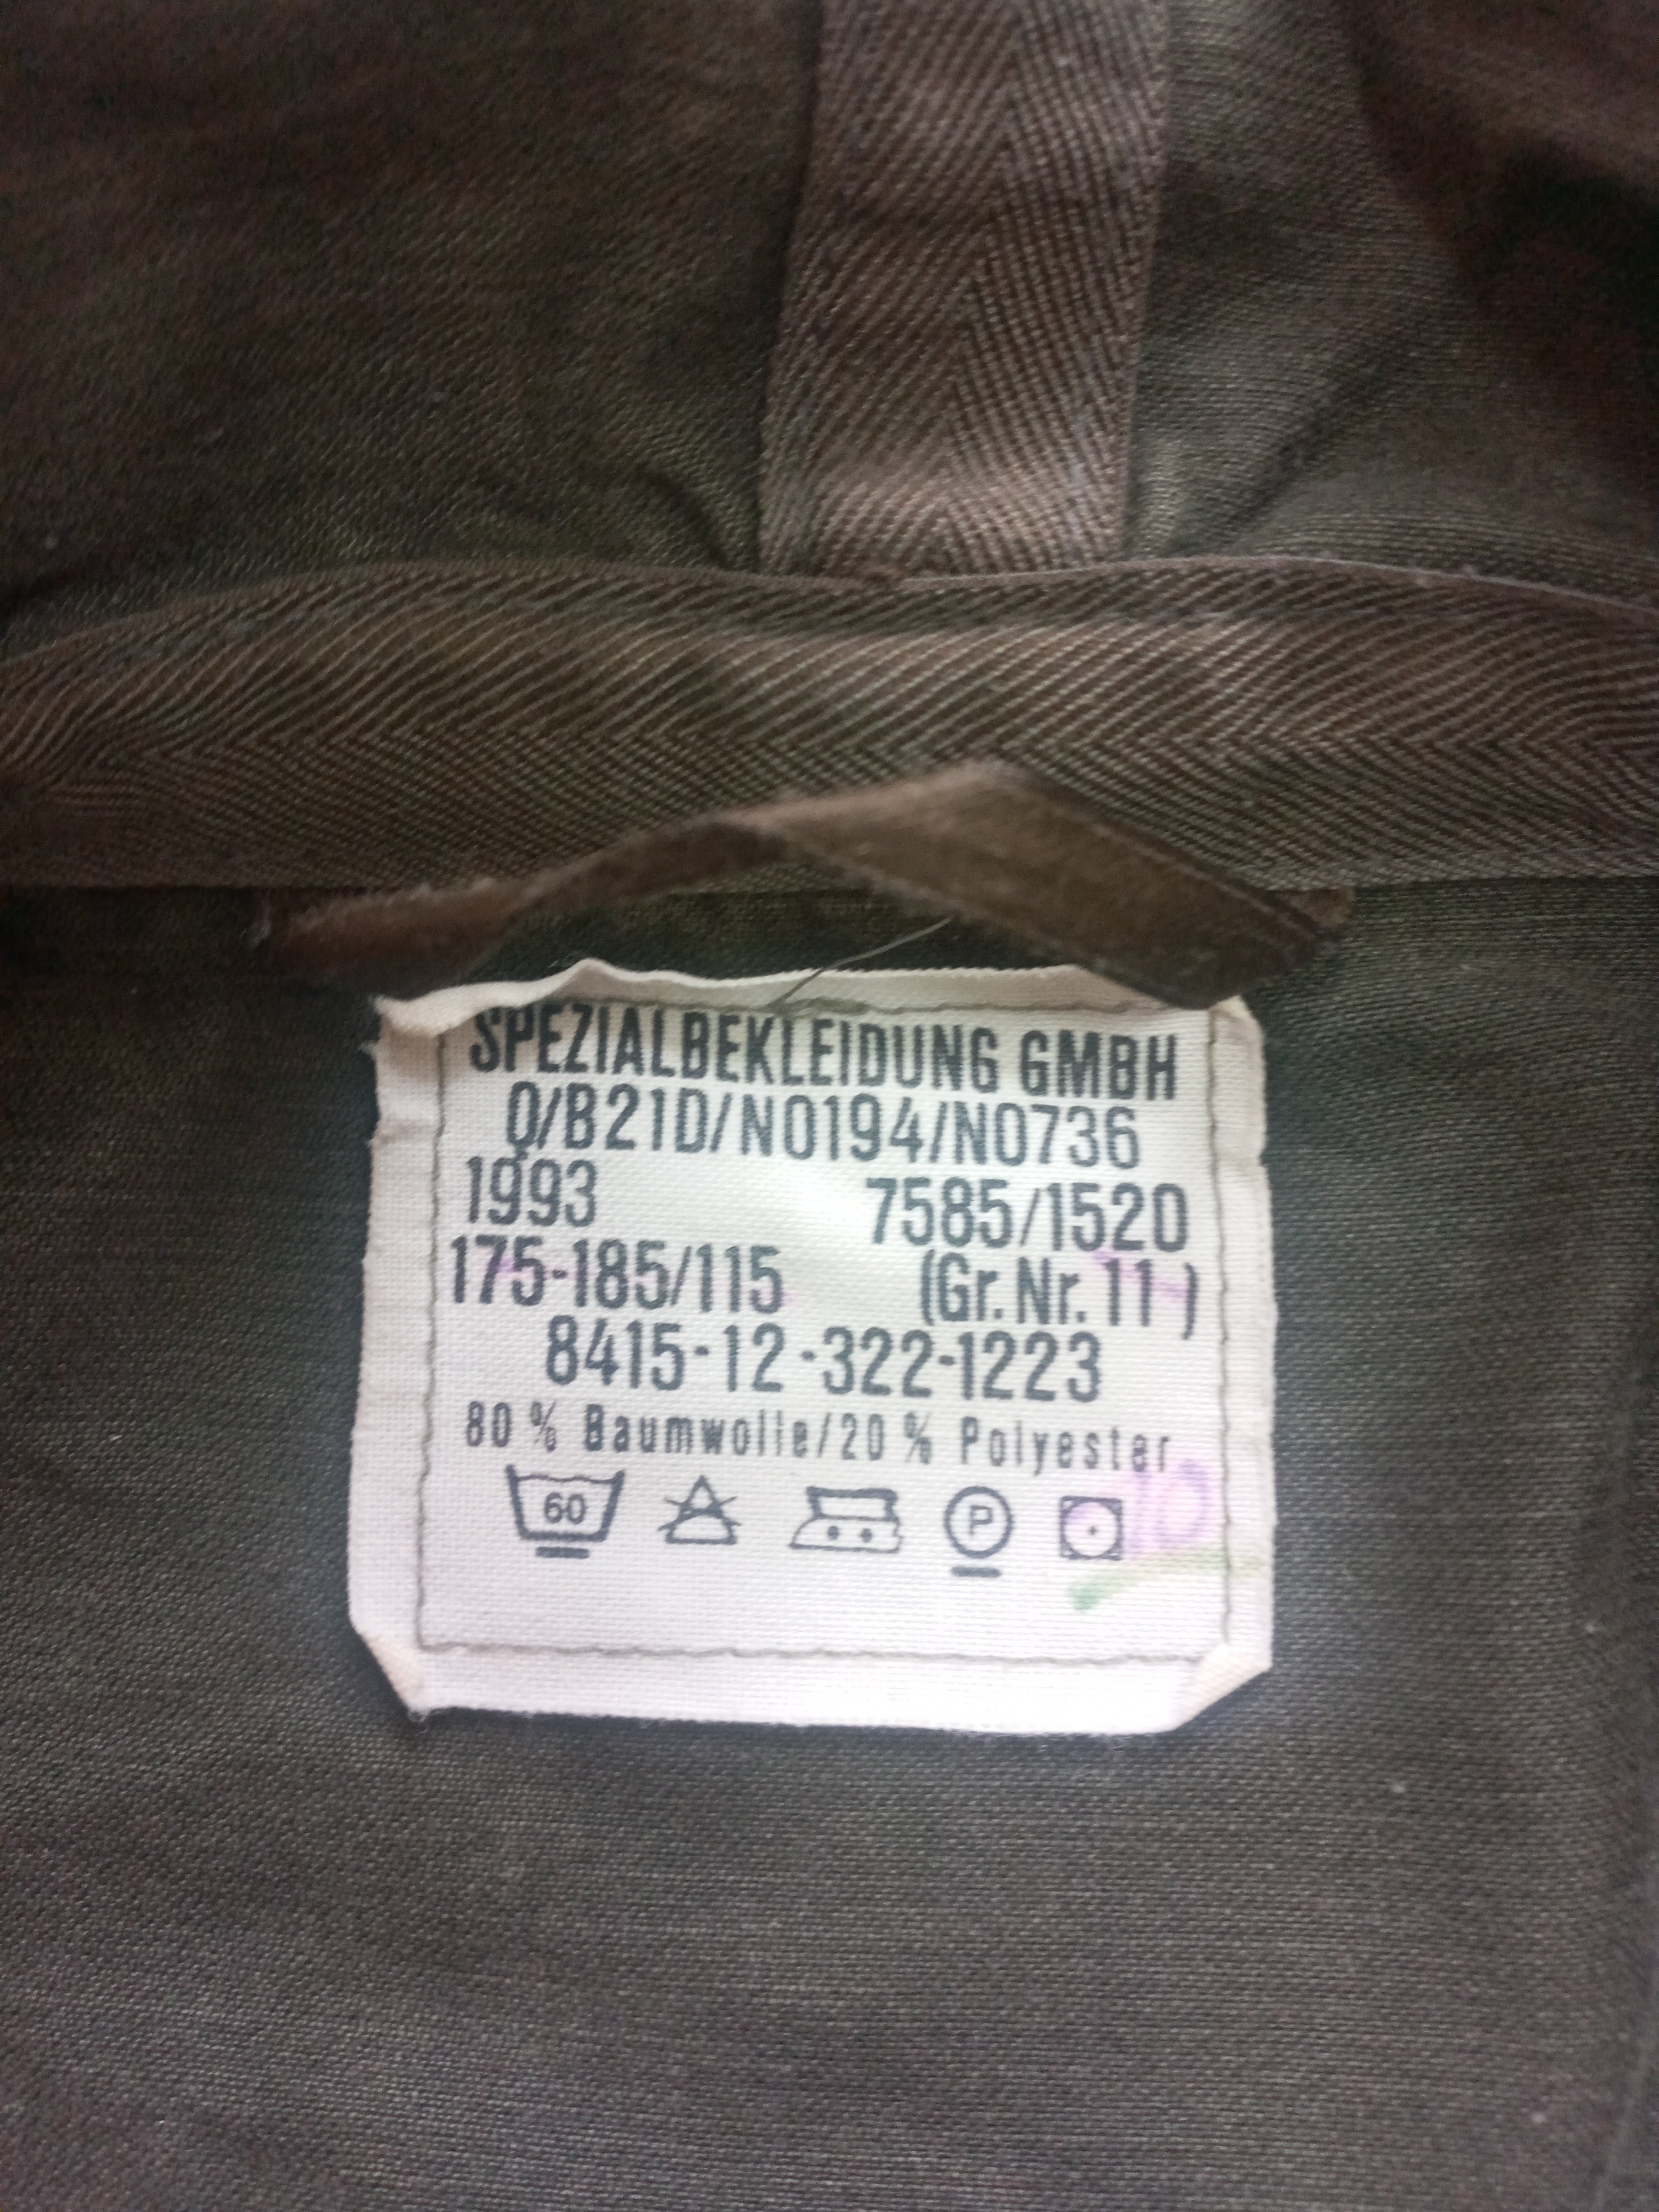 SPEZIALBEKLEIDUNG GMBH
Q/B21D/N0194/N0736
1993 7585/1520
175-185/115 (Gr. Nr. 11)
8415-12-322-1223
80 % Baumwolle/20 % Polyester
60 P
10